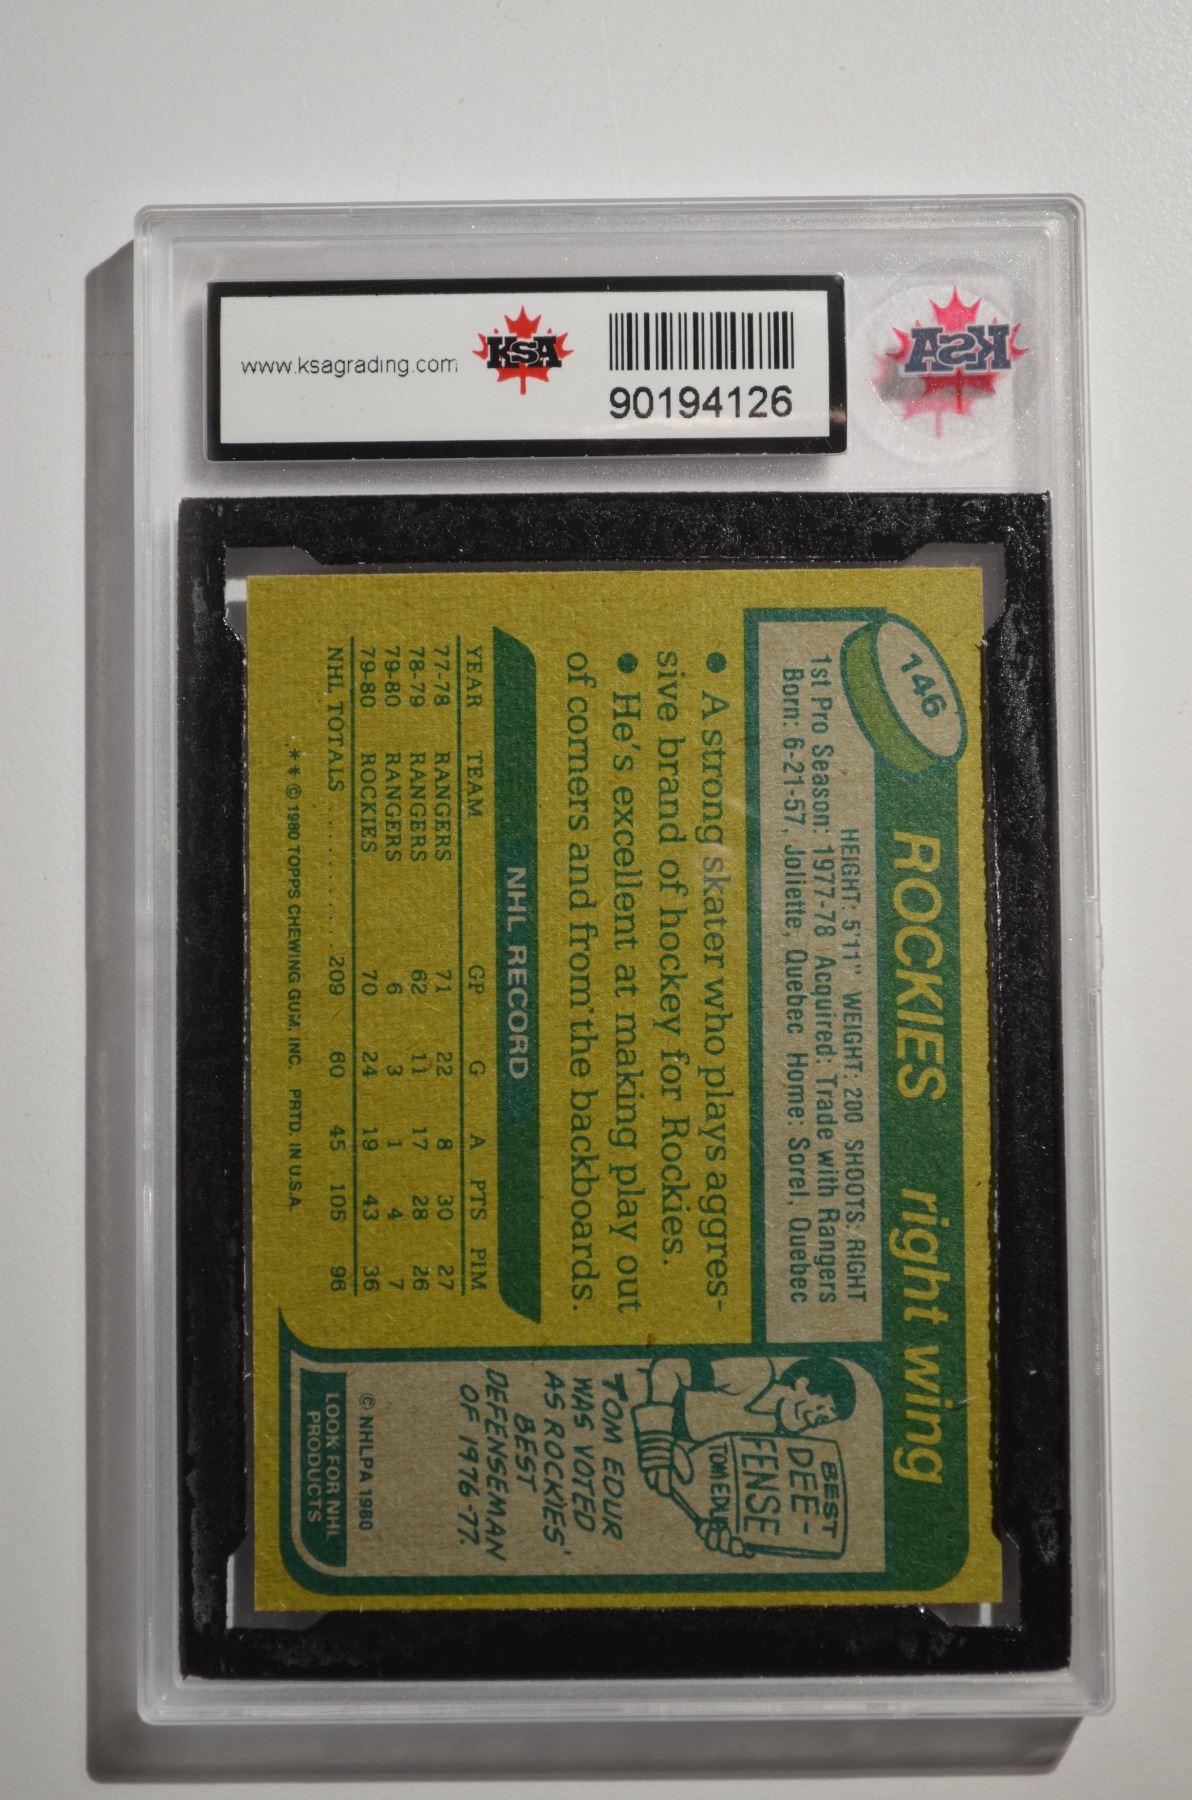 www.ksagrading.com
KSA
90194126
KSA
146
ROCKIES right wing
HEIGHT: 5'11" WEIGHT: 200 SHOOTS: RIGHT
1st Pro Season: 1977-78 Acquired: Trade with Rangers
Born: 6-21-57, Joliette, Quebec Home: Sorel, Quebec
• A strong skater who plays aggres-
sive brand of hockey for Rockies.
• He's excellent at making play out
of corners and from the backboards.
NHL RECORD
YEAR TEAM GP G A PTS PIM
77-78 RANGERS 71 22 8 30 27
78-79 RANGERS 62 11 17 28 26
79-80 RANGERS 6 3 1 4 7
79-80 ROCKIES 70 24 19 43 36
NHL TOTALS .......... 209 60 45 105 96
** © 1980 TOPPS CHEWING GUM, INC. PRTD. IN U.S.A.
BEST
DEE-
FENSE
TOM EDUR
TOM EDUR
WAS VOTED
AS ROCKIES'
BEST
DEFENSEMAN
OF 1976-77.
© NHLPA 1980
LOOK FOR NHL
PRODUCTS